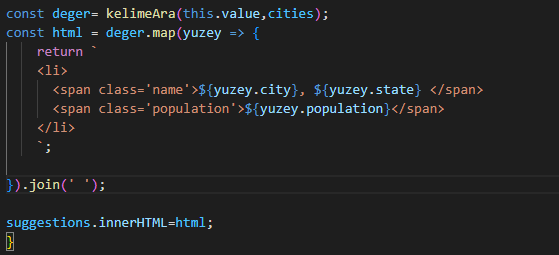 const deger= kelimeAra(this.value,cities);
const html = deger.map(yuzey => {
    return `
    <li>
      <span class='name'>${yuzey.city}, ${yuzey.state} </span>
      <span class='population'>${yuzey.population}</span>
    </li>
    `;
}).join(' ');
suggestions.innerHTML=html;
}